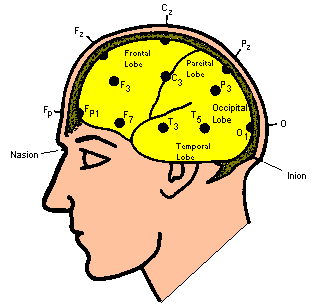 Cz
Fz
Pz
Frontal
Lobe
Pareital
Lobe
F3
C3
P3
Fp
Fp1
F7
T3
T5
Occipital
Lobe
O1
O
Temporal
Lobe
Nasion
Inion